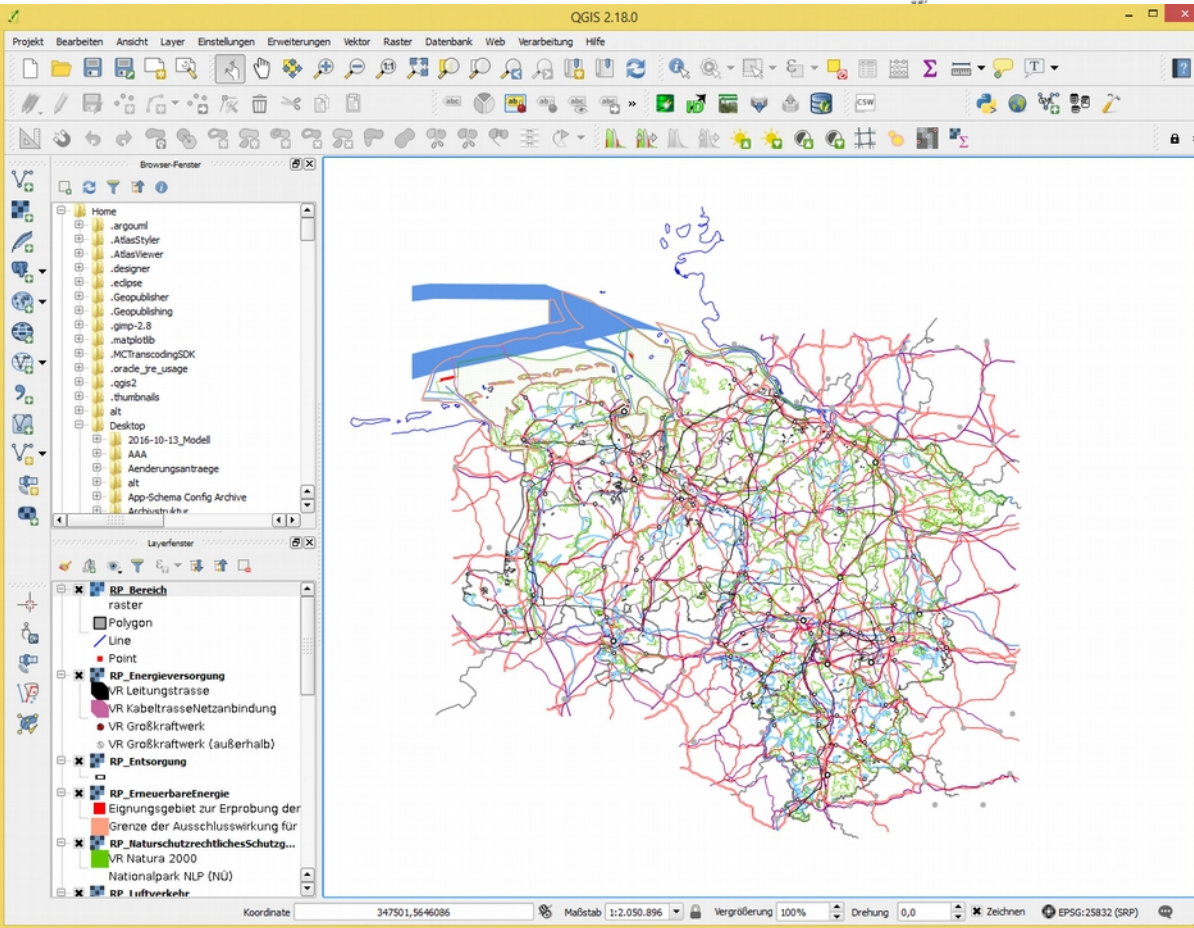 QGIS 2.18.0
Projekt Bearbeiten Ansicht Layer Einstellungen Erweiterungen Vektor Raster Datenbank Web Verarbeitung Hilfe
Browser-Fenster
Home
.argouml
.AtlasStyler
.AtlasViewer
.designer
.eclipse
.Geopublisher
.Geopublishing
.gimp-2.8
.matplotlib
.MCTranscodingSDK
.oracle_jre_usage
.qgis2
.thumbnails
alt
Desktop
2016-10-13_Modell
AAA
Aenderungsantraege
alt
App-Schema Config Archive
Archivstruktur
Layerfenster
RP_Bereich
raster
Polygon
Line
Point
RP_Energieversorgung
VR Leitungstrasse
VR KabeltrasseNetzanbindung
VR Großkraftwerk
VR Großkraftwerk (außerhalb)
RP_Entsorgung
RP_ErneuerbareEnergie
Eignungsgebiet zur Erprobung der
Grenze der Ausschlusswirkung für
RP_NaturschutzrechtlichesSchutzg...
VR Natura 2000
Nationalpark NLP (NÜ)
RP_Luftverkehr
Koordinate 347501,5646086 Maßstab 1:2.050.896 Vergrößerung 100% Drehung 0,0 Zeichnen EPSG:25832 (SRP)